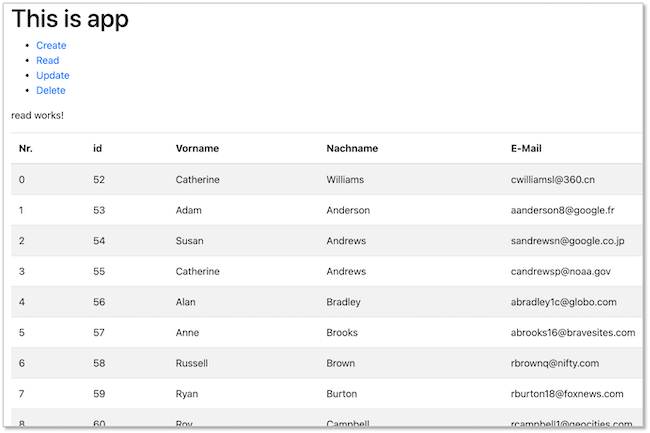 This is app
Create
Read
Update
Delete
read works!
Nr. id Vorname Nachname E-Mail
0 52 Catherine Williams cwilliamsl@360.cn
1 53 Adam Anderson aanderson8@google.fr
2 54 Susan Andrews sandrewsn@google.co.jp
3 55 Catherine Andrews candrewsp@noaa.gov
4 56 Alan Bradley abradley1c@globo.com
5 57 Anne Brooks abrooks16@bravesites.com
6 58 Russell Brown rbrownq@nifty.com
7 59 Ryan Burton rburton18@foxnews.com
8 60 Roy Campbell rcampbell1@geocities.com